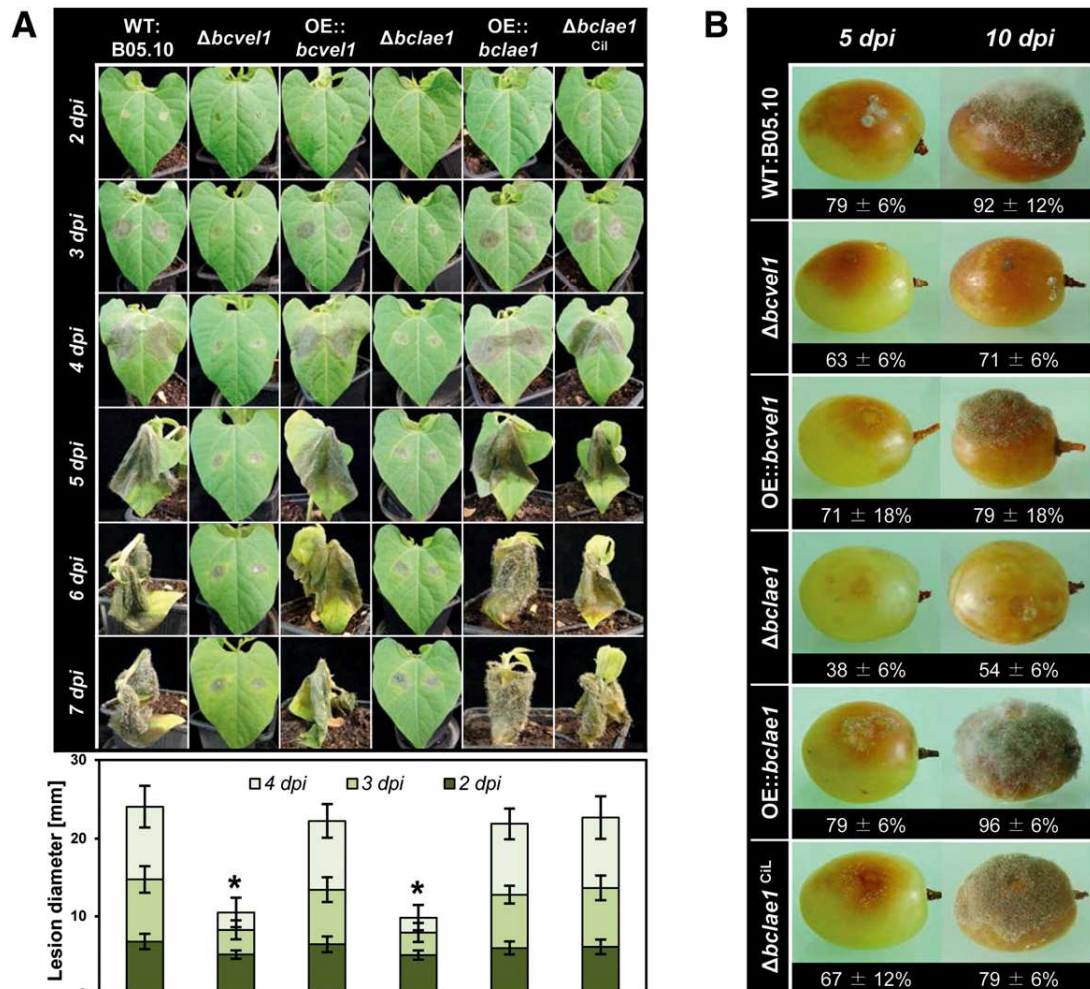 A
WT: B05.10
Δbcvel1
OE:: bcvel1
Δbclae1
OE:: bclae1
Δbclae1 Cil
2 dpi
3 dpi
4 dpi
5 dpi
6 dpi
7 dpi
30
20
10
Lesion diameter [mm]
4 dpi 3 dpi 2 dpi
*
*
B
5 dpi 10 dpi
WT:B05.10
79 ± 6% 92 ± 12%
Δbcvel1
63 ± 6% 71 ± 6%
OE::bcvel1
71 ± 18% 79 ± 18%
Δbclae1
38 ± 6% 54 ± 6%
OE::bclae1
79 ± 6% 96 ± 6%
Δbclae1 CiL
67 ± 12% 79 ± 6%